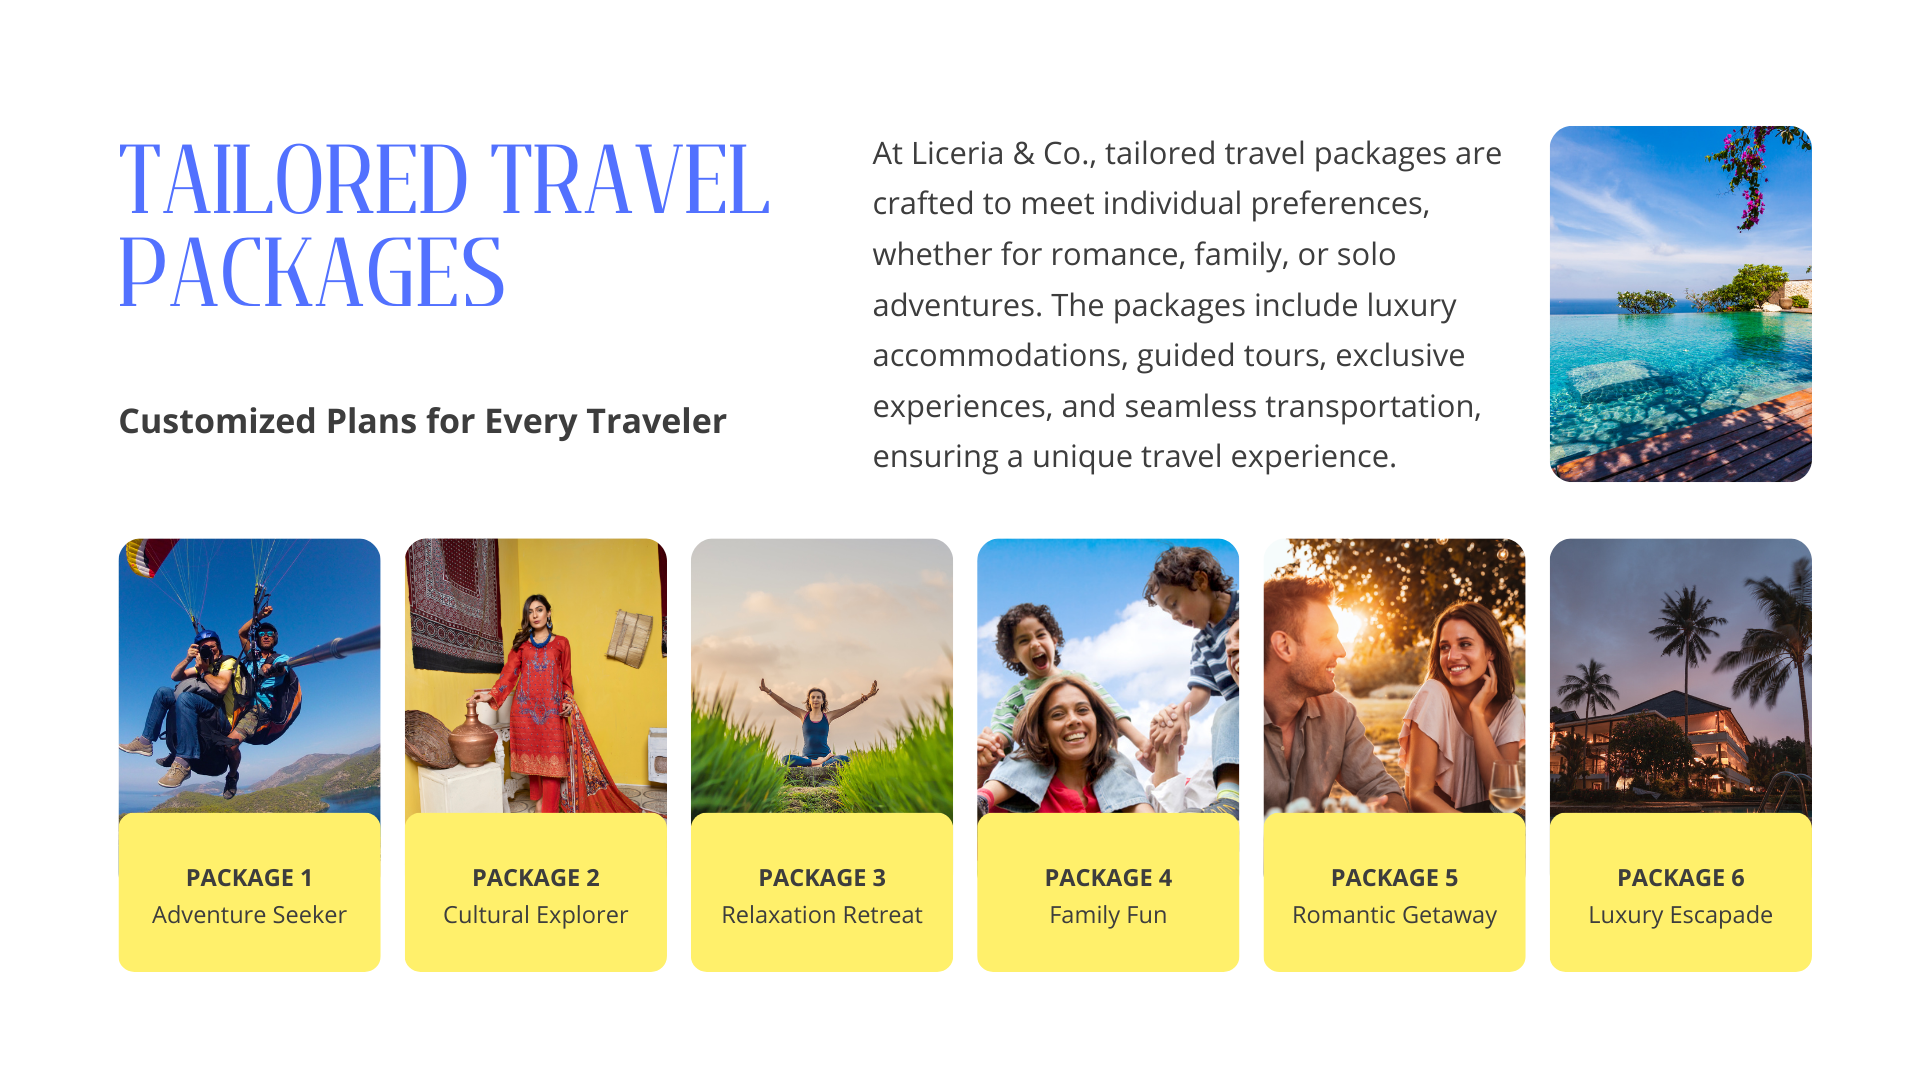 TAILORED TRAVEL
PACKAGES
Customized Plans for Every Traveler
At Liceria & Co., tailored travel packages are
crafted to meet individual preferences,
whether for romance, family, or solo
adventures. The packages include luxury
accommodations, guided tours, exclusive
experiences, and seamless transportation,
ensuring a unique travel experience.
PACKAGE 1
Adventure Seeker
PACKAGE 2
Cultural Explorer
PACKAGE 3
Relaxation Retreat
PACKAGE 4
Family Fun
PACKAGE 5
Romantic Getaway
PACKAGE 6
Luxury Escapade